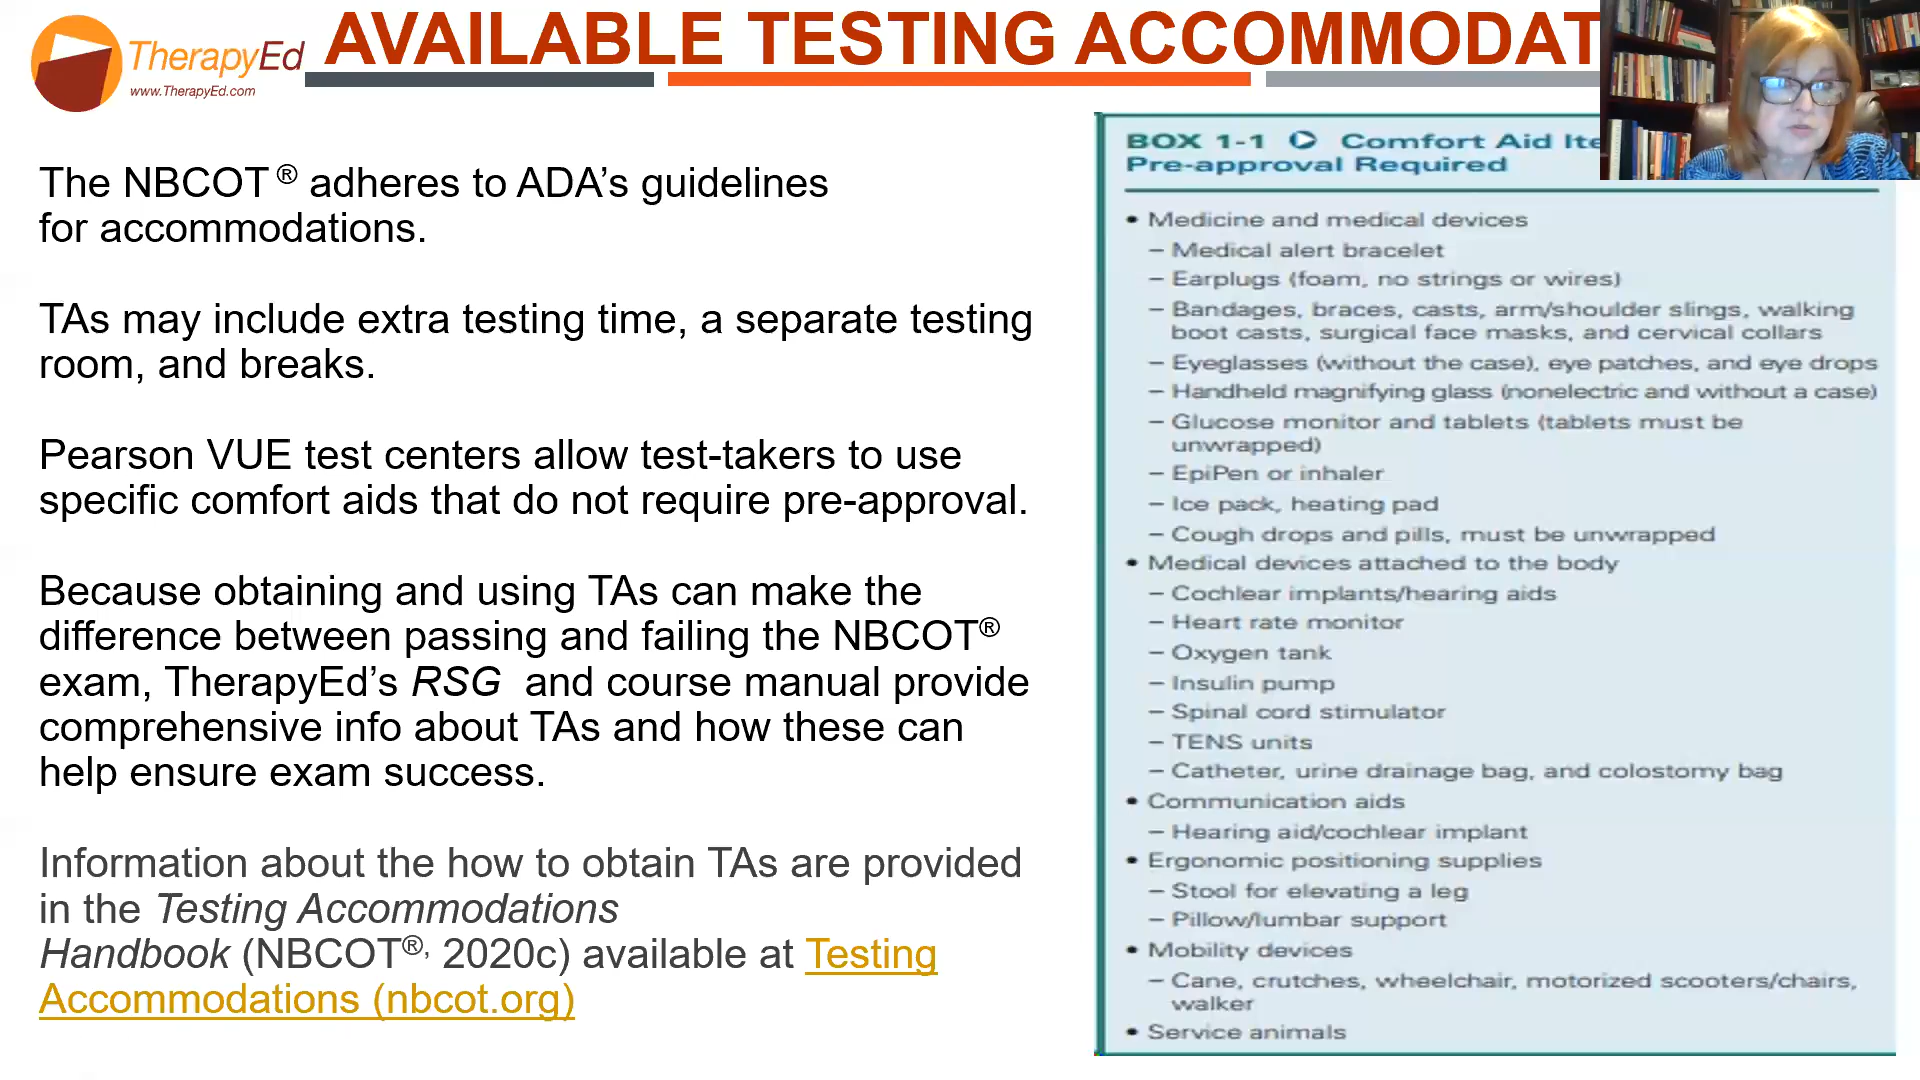 TherapyEd
www.TherapyEd.com
AVAILABLE TESTING ACCOMMODAT
The NBCOT ® adheres to ADA’s guidelines
for accommodations.
TAs may include extra testing time, a separate testing
room, and breaks.
Pearson VUE test centers allow test-takers to use
specific comfort aids that do not require pre-approval.
Because obtaining and using TAs can make the
difference between passing and failing the NBCOT®
exam, TherapyEd’s RSG and course manual provide
comprehensive info about TAs and how these can
help ensure exam success.
Information about the how to obtain TAs are provided
in the Testing Accommodations
Handbook (NBCOT®, 2020c) available at Testing
Accommodations (nbcot.org)
BOX 1-1 Comfort Aid Ite
Pre-approval Required
• Medicine and medical devices
– Medical alert bracelet
– Earplugs (foam, no strings or wires)
– Bandages, braces, casts, arm/shoulder slings, walking
boot casts, surgical face masks, and cervical collars
– Eyeglasses (without the case), eye patches, and eye drops
– Handheld magnifying glass (nonelectric and without a case)
– Glucose monitor and tablets (tablets must be
unwrapped)
– EpiPen or inhaler
– Ice pack, heating pad
– Cough drops and pills, must be unwrapped
• Medical devices attached to the body
– Cochlear implants/hearing aids
– Heart rate monitor
– Oxygen tank
– Insulin pump
– Spinal cord stimulator
– TENS units
– Catheter, urine drainage bag, and colostomy bag
• Communication aids
– Hearing aid/cochlear implant
• Ergonomic positioning supplies
– Stool for elevating a leg
– Pillow/lumbar support
• Mobility devices
– Cane, crutches, wheelchair, motorized scooters/chairs,
walker
• Service animals